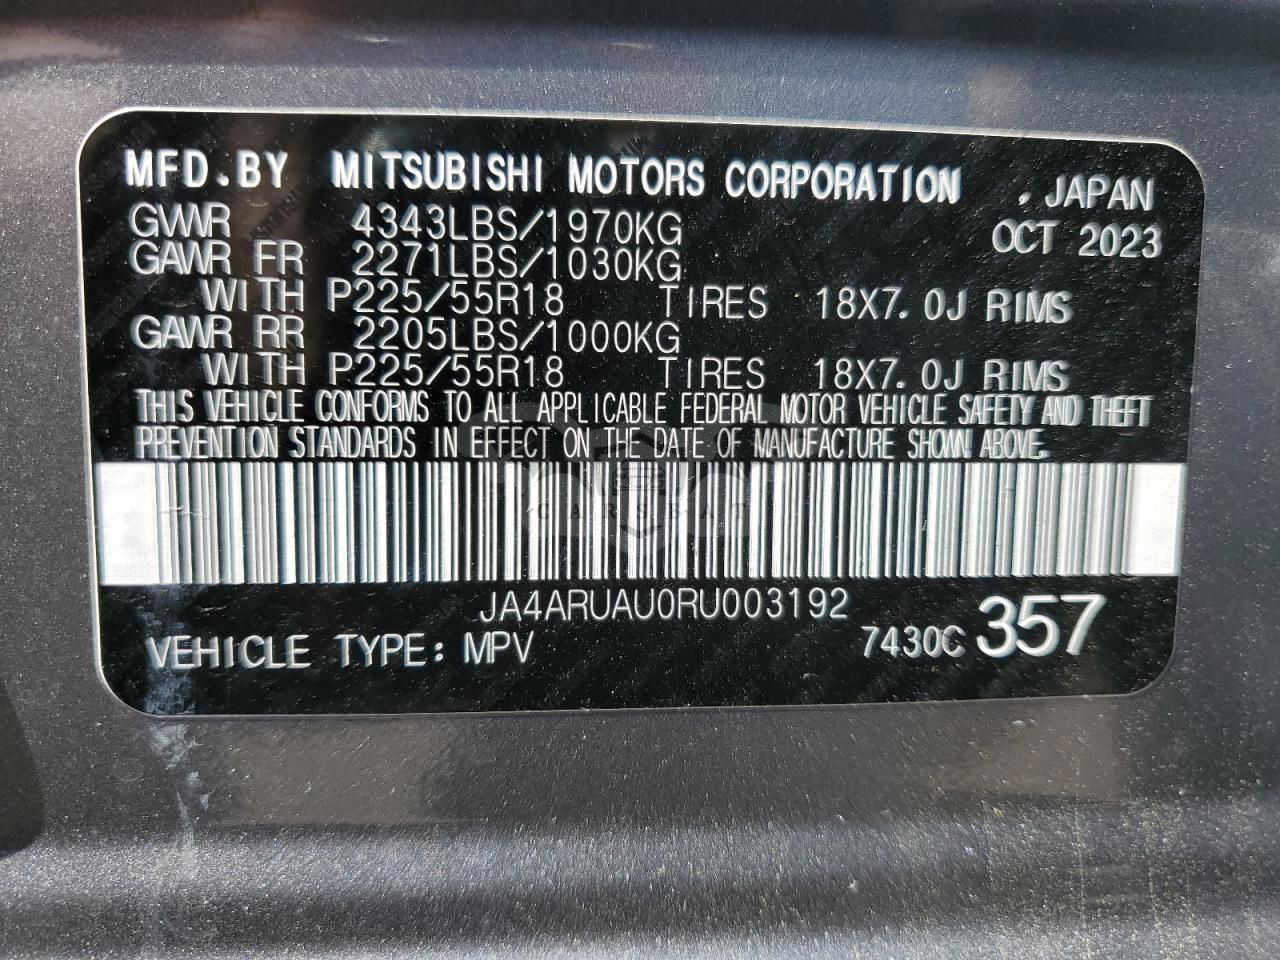 MFD.BY MITSUBISHI MOTORS CORPORATION . JAPAN
GVWR 4343LBS/1970KG OCT 2023
GAWR FR 2271LBS/1030KG
WITH P225/55R18 TIRES 18X7.0J RIMS
GAWR RR 2205LBS/1000KG
WITH P225/55R18 TIRES 18X7.0J RIMS
THIS VEHICLE CONFORMS TO ALL APPLICABLE FEDERAL MOTOR VEHICLE SAFETY AND THEFT
PREVENTION STANDARDS IN EFFECT ON THE DATE OF MANUFACTURE SHOWN ABOVE.
JA4ARUAU0RU003192
VEHICLE TYPE: MPV 7430C 357